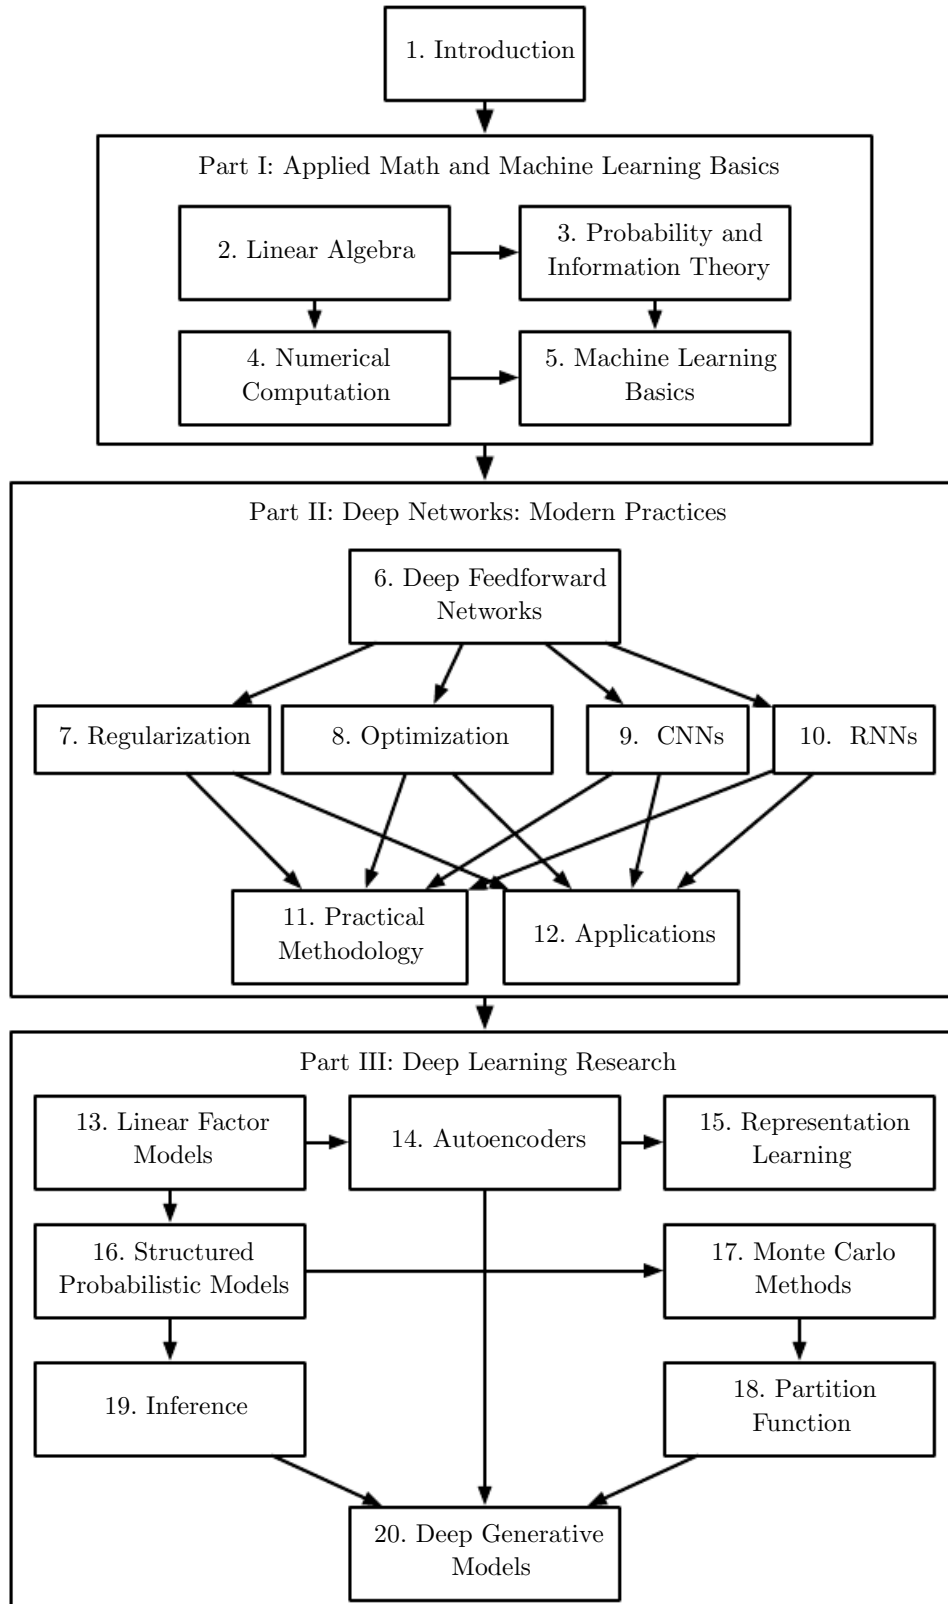 1. Introduction
Part I: Applied Math and Machine Learning Basics
2. Linear Algebra
3. Probability and
Information Theory
4. Numerical
Computation
5. Machine Learning
Basics
Part II: Deep Networks: Modern Practices
6. Deep Feedforward
Networks
7. Regularization
8. Optimization
9. CNNs
10. RNNs
11. Practical
Methodology
12. Applications
Part III: Deep Learning Research
13. Linear Factor
Models
14. Autoencoders
15. Representation
Learning
16. Structured
Probabilistic Models
17. Monte Carlo
Methods
19. Inference
18. Partition
Function
20. Deep Generative
Models